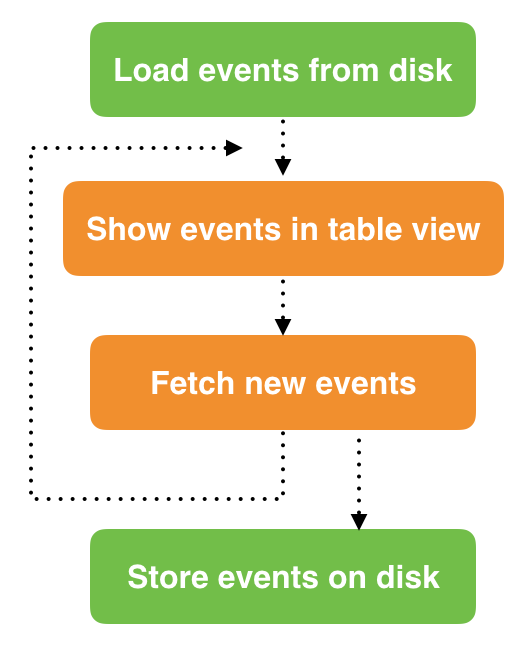 Load events from disk
Show events in table view
Fetch new events
Store events on disk